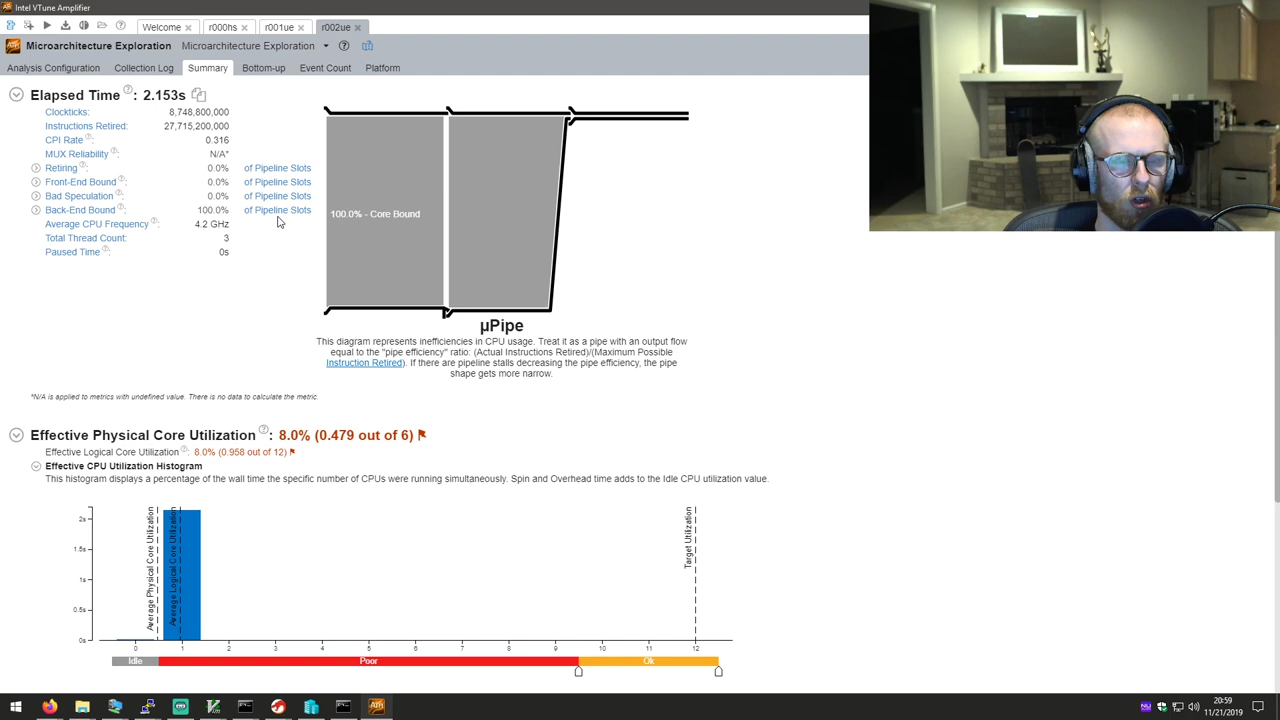 Intel VTune Amplifier
Welcome r000hs r001ue r002ue
Microarchitecture Exploration Microarchitecture Exploration
Analysis Configuration Collection Log Summary Bottom-up Event Count Platform
Elapsed Time ?: 2.153s
Clockticks: 8,748,800,000
Instructions Retired: 27,715,200,000
CPI Rate ?: 0.316
MUX Reliability ?: N/A*
Retiring ?: 0.0% of Pipeline Slots
Front-End Bound ?: 0.0% of Pipeline Slots
Bad Speculation ?: 0.0% of Pipeline Slots
Back-End Bound ?: 100.0% of Pipeline Slots
Average CPU Frequency ?: 4.2 GHz
Total Thread Count: 3
Paused Time ?: 0s
100.0% - Core Bound
µPipe
This diagram represents inefficiencies in CPU usage. Treat it as a pipe with an output flow
equal to the "pipe efficiency" ratio: (Actual Instructions Retired)/(Maximum Possible
Instruction Retired). If there are pipeline stalls decreasing the pipe efficiency, the pipe
shape gets more narrow.
*N/A is applied to metrics with undefined value. There is no data to calculate the metric.
Effective Physical Core Utilization ?: 8.0% (0.479 out of 6)
Effective Logical Core Utilization ?: 8.0% (0.958 out of 12)
Effective CPU Utilization Histogram
This histogram displays a percentage of the wall time the specific number of CPUs were running simultaneously. Spin and Overhead time adds to the Idle CPU utilization value.
2s
1.5s
1s
0.5s
0s
Average Physical Core Utilization
Average Logical Core Utilization
Target Utilization
0 1 2 3 4 5 6 7 8 9 10 11 12
Idle Poor Ok
20:59
11/21/2019